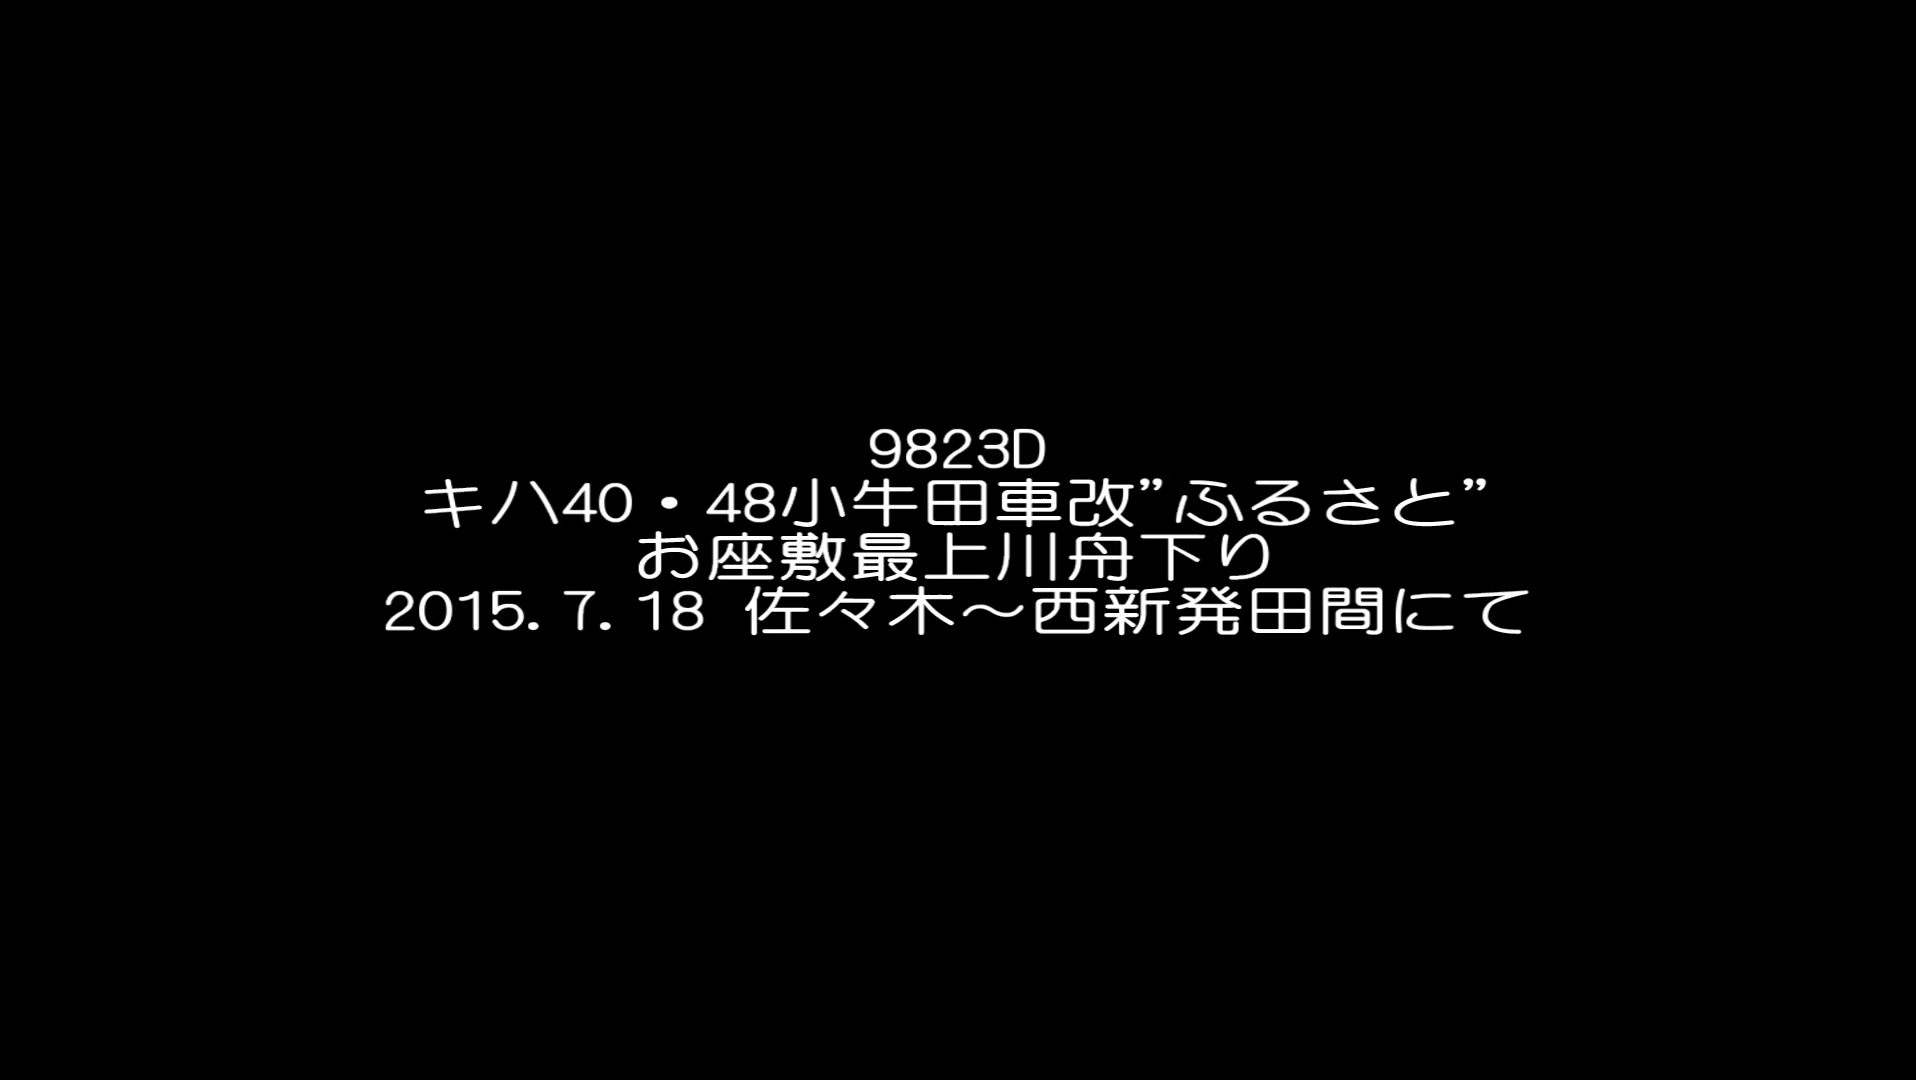 9823D
キハ40・48小牛田車改”ふるさと”
お座敷最上川舟下り
2015.7.18 佐々木～西新発田間にて